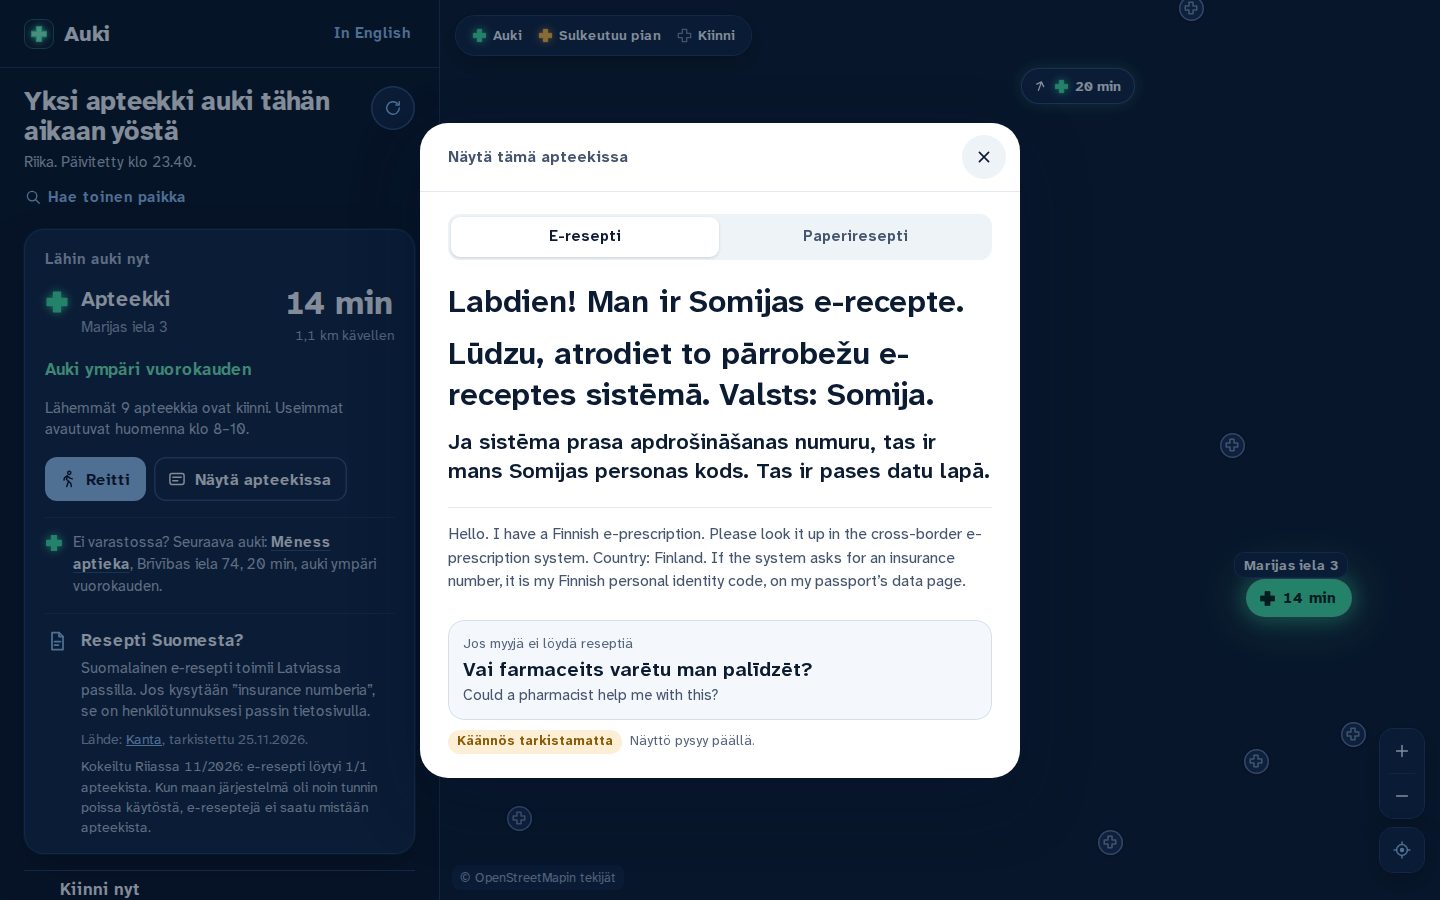 Auki
In English
Yksi apteekki auki tähän
aikaan yöstä
Riika. Päivitetty klo 23.40.
Hae toinen paikka
Lähin auki nyt
Apteekki
14 min
Marijas iela 3
1,1 km kävellen
Auki ympäri vuorokauden
Lähemmät 9 apteekkia ovat kiinni. Useimmat
avautuvat huomenna klo 8–10.
Reitti
Näytä apteekissa
Ei varastossa? Seuraava auki: Mēness
aptieka, Brīvības iela 74, 20 min, auki ympäri
vuorokauden.
Resepti Suomesta?
Suomalainen e-resepti toimii Latviassa
passilla. Jos kysytään ”insurance numberia”,
se on henkilötunnuksesi passin tietosivulla.
Lähde: Kanta, tarkistettu 25.11.2026.
Kokeiltu Riiassa 11/2026: e-resepti löytyi 1/1
apteekista. Kun maan järjestelmä oli noin tunnin
poissa käytöstä, e-reseptejä ei saatu mistään
apteekista.
Kiinni nyt
Auki
Sulkeutuu pian
Kiinni
20 min
Näytä tämä apteekissa
E-resepti
Paperiresepti
Labdien! Man ir Somijas e-recepte.
Lūdzu, atrodiet to pārrobežu e-
receptes sistēmā. Valsts: Somija.
Ja sistēma prasa apdrošināšanas numuru, tas ir
mans Somijas personas kods. Tas ir pases datu lapā.
Hello. I have a Finnish e-prescription. Please look it up in the cross-border e-
prescription system. Country: Finland. If the system asks for an insurance
number, it is my Finnish personal identity code, on my passport’s data page.
Jos myyjä ei löydä reseptiä
Vai farmaceits varētu man palīdzēt?
Could a pharmacist help me with this?
Käännös tarkistamatta
Näyttö pysyy päällä.
Marijas iela 3
14 min
© OpenStreetMapin tekijät